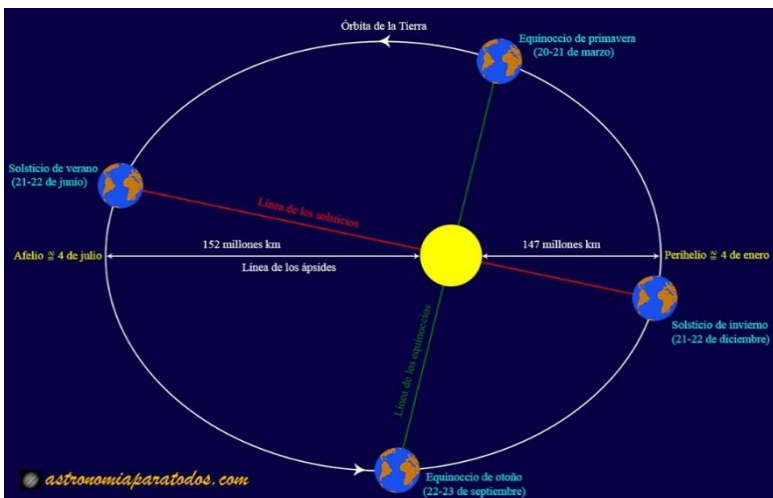 Órbita de la Tierra
Equinoccio de primavera
(20-21 de marzo)
Solsticio de verano
(21-22 de junio)
Línea de los solsticios
Afelio ≅ 4 de julio
152 millones km
147 millones km
Perihelio ≅ 4 de enero
Línea de los ápsides
Solsticio de invierno
(21-22 de diciembre)
Línea de los equinoccios
Equinoccio de otoño
(22-23 de septiembre)
astronomiaparatodos.com